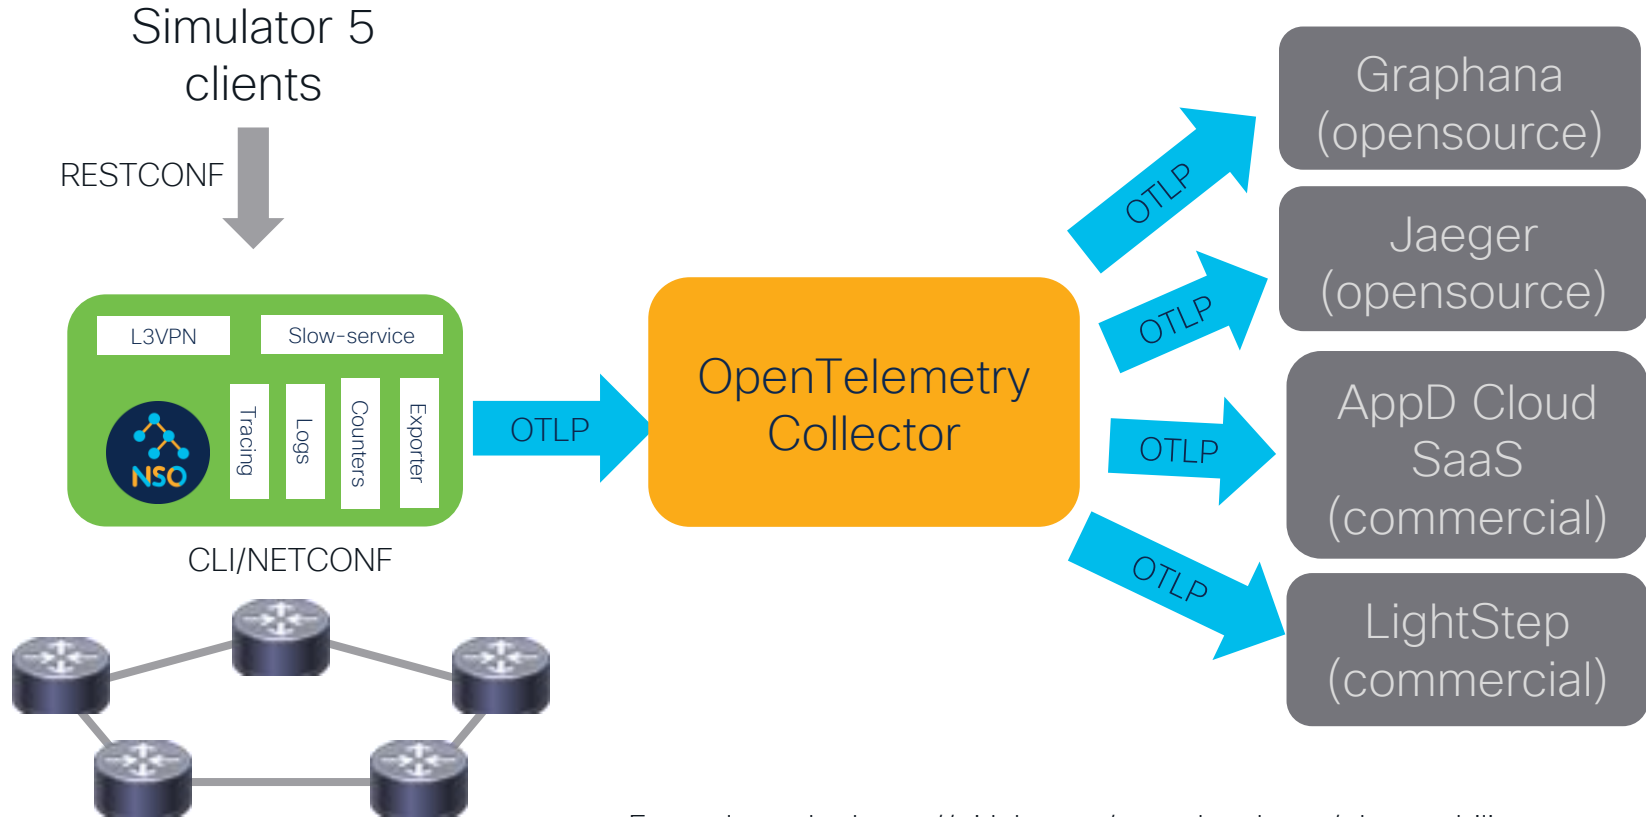 Simulator 5
clients
RESTCONF
L3VPN
Slow-service
Tracing
Logs
Counters
Exporter
NSO
CLI/NETCONF
OTLP
OpenTelemetry
Collector
OTLP
OTLP
OTLP
OTLP
Graphana
(opensource)
Jaeger
(opensource)
AppD Cloud
SaaS
(commercial)
LightStep
(commercial)